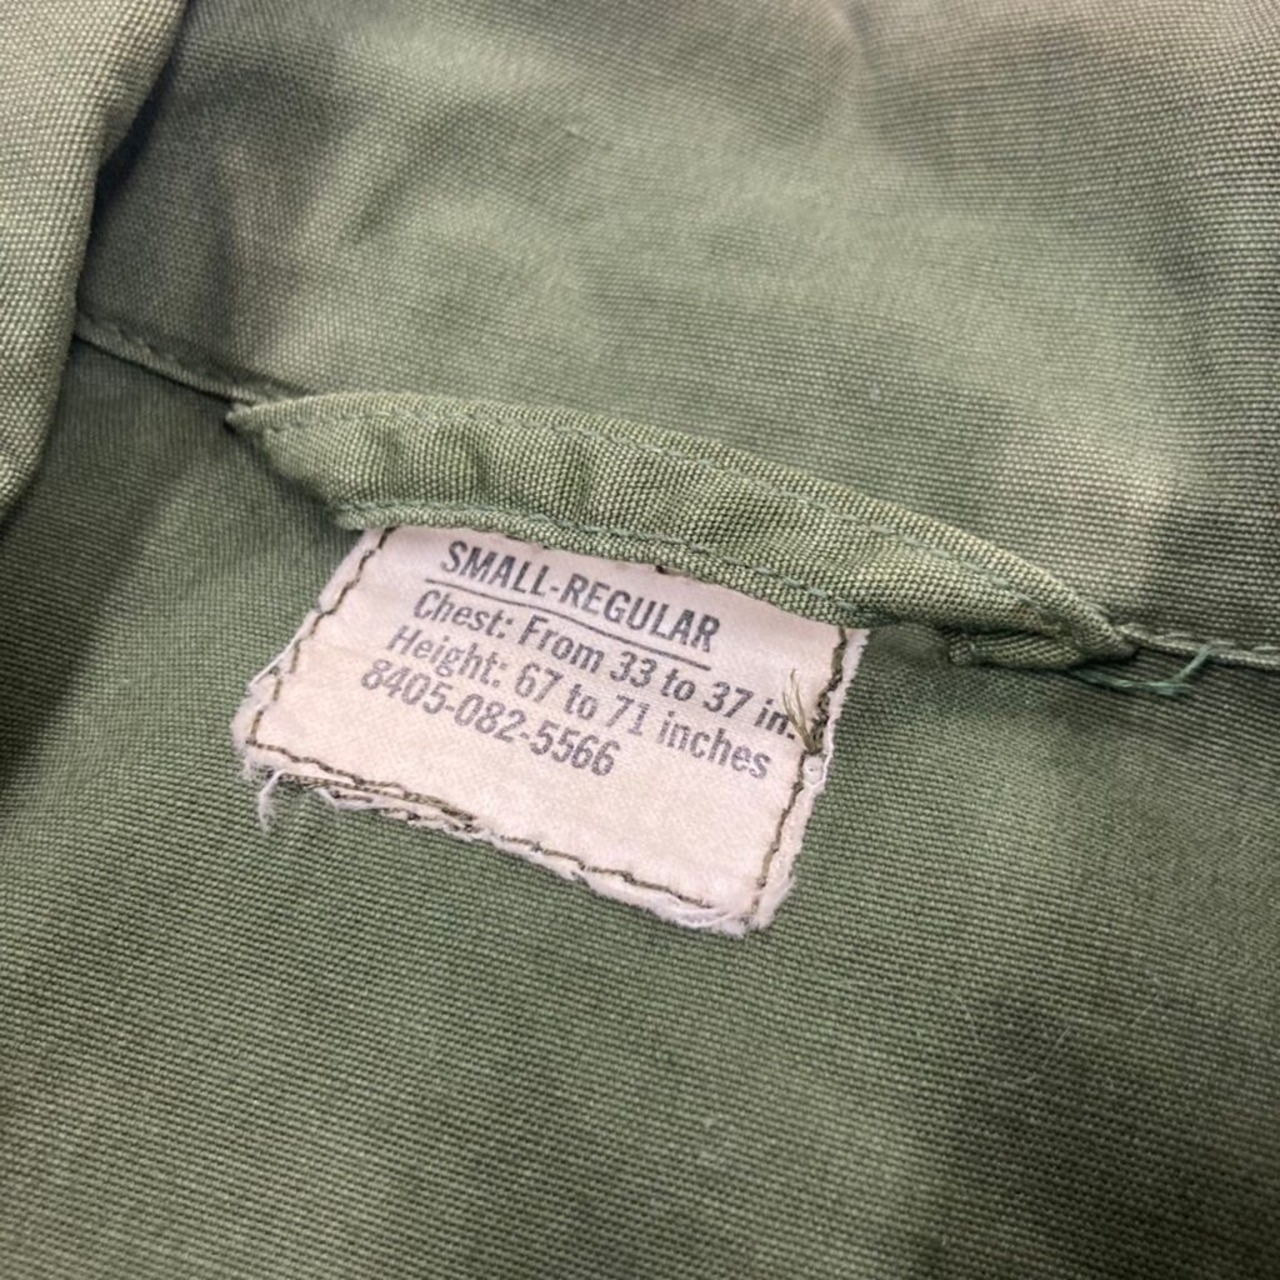 SMALL-REGULAR
Chest: From 33 to 37 in.
Height: 67 to 71 inches
8405-082-5566